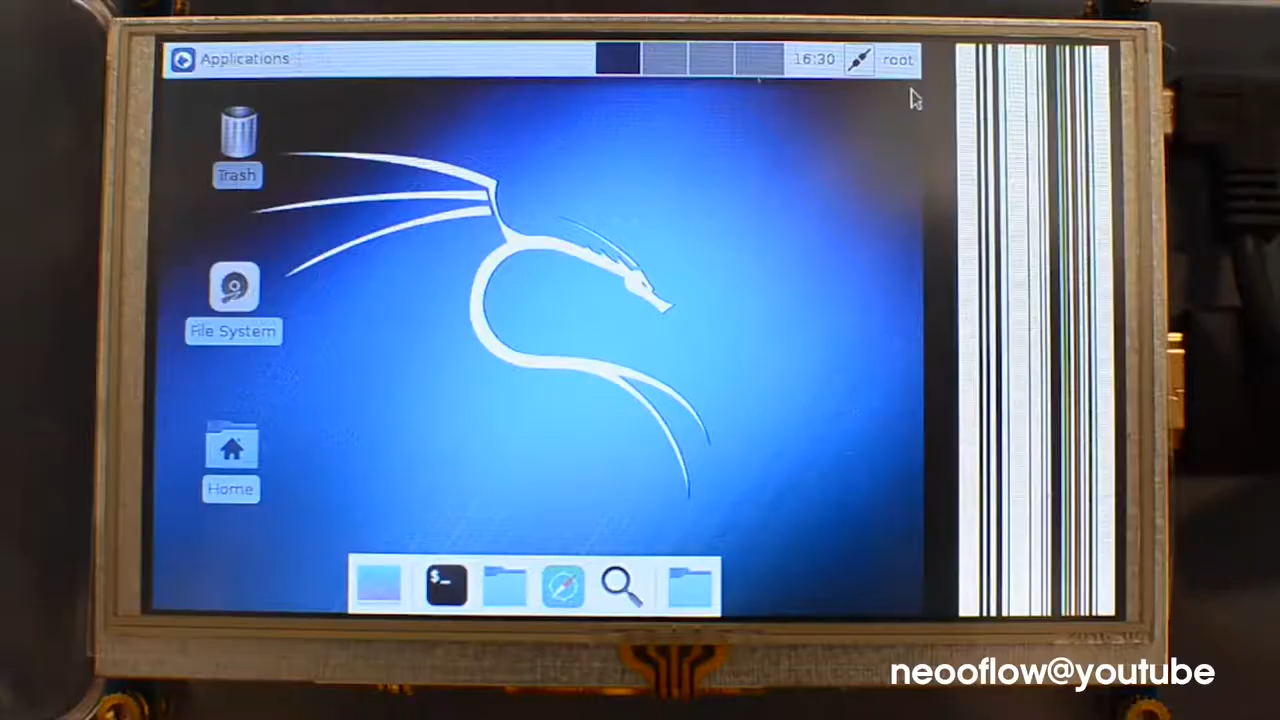 Applications
16:30
root
Trash
File System
Home
$_
neooflow@youtube